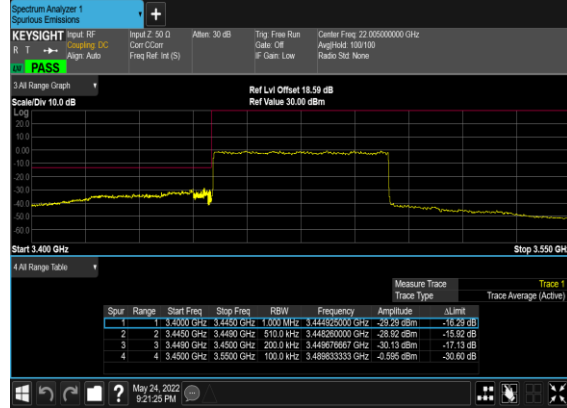 Spectrum Analyzer 1
Spurious Emissions
KEYSIGHT Input: RF Input Z: 50 Ω Atten: 30 dB Trig: Free Run Center Freq: 22.005000000 GHz
R T Coupling: DC Corr CCorr Gate: Off Avg|Hold: 100/100
Align: Auto Freq Ref: Int (S) IF Gain: Low Radio Std: None
PASS
3 All Range Graph
Ref Lvl Offset 18.59 dB
Scale/Div 10.0 dB Ref Value 30.00 dBm
Log
20.0
10.0
0.00
-10.0
-20.0
-30.0
-40.0
-50.0
-60.0
Start 3.400 GHz Stop 3.550 GH
4 All Range Table
Measure Trace Trace 1
Trace Type Trace Average (Active)
Spur Range Start Freq Stop Freq RBW Frequency Amplitude ΔLimit
1 1 3.4000 GHz 3.4450 GHz 1.000 MHz 3.444925000 GHz -29.29 dBm -16.29 dB
2 2 3.4450 GHz 3.4490 GHz 510.0 kHz 3.448260000 GHz -28.92 dBm -15.92 dB
3 3 3.4490 GHz 3.4500 GHz 200.0 kHz 3.449676667 GHz -30.13 dBm -17.13 dB
4 4 3.4500 GHz 3.5500 GHz 100.0 kHz 3.489833333 GHz -0.595 dBm -30.60 dB
May 24, 2022
9:21:25 PM